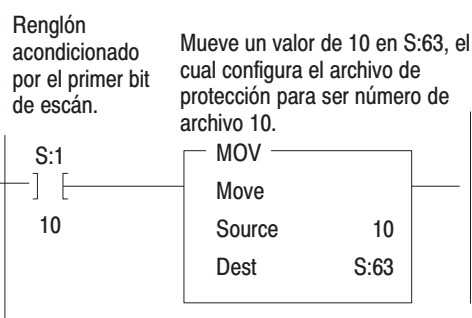 Renglón
acondicionado
por el primer bit
de escán.
Mueve un valor de 10 en S:63, el
cual configura el archivo de
protección para ser número de
archivo 10.
S:1
10
MOV
Move
Source 10
Dest S:63